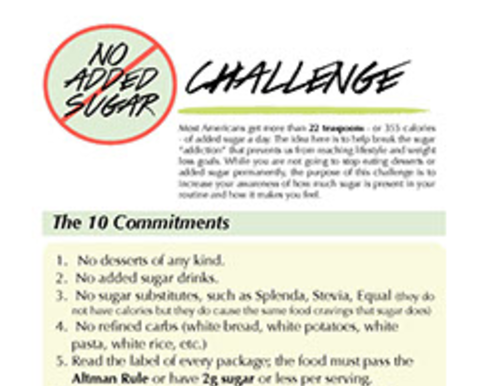 NO
ADDED
SUGAR
CHALLENGE
Most Americans get more than 22 teaspoons - or 355 calories
- of added sugar a day. The idea here is to help break the sugar
"addiction" that prevents us from reaching lifestyle and weight
loss goals. While you are not going to stop eating desserts or
added sugar permanently, the purpose of this challenge is to
increase your awareness of how much sugar is present in your
routine and how it makes you feel.
The 10 Commitments
1. No desserts of any kind.
2. No added sugar drinks.
3. No sugar substitutes, such as Splenda, Stevia, Equal (they do
not have calories but they do cause the same food cravings that sugar does)
4. No refined carbs (white bread, white potatoes, white
pasta, white rice, etc.)
5. Read the label of every package; the food must pass the
Altman Rule or have 2g sugar or less per serving.